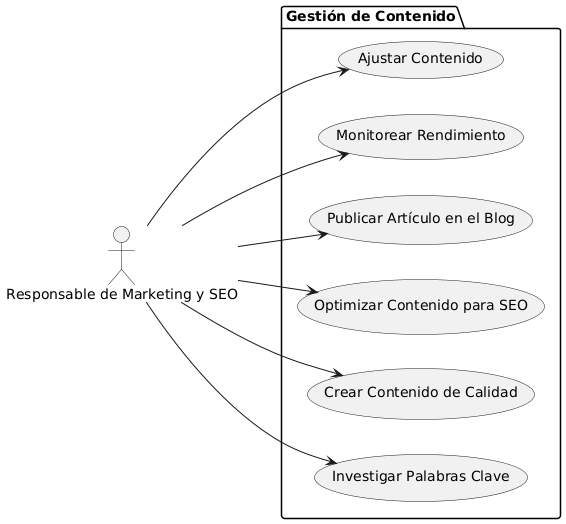 Gestión de Contenido
Ajustar Contenido
Monitorear Rendimiento
Publicar Artículo en el Blog
Responsable de Marketing y SEO
Optimizar Contenido para SEO
Crear Contenido de Calidad
Investigar Palabras Clave